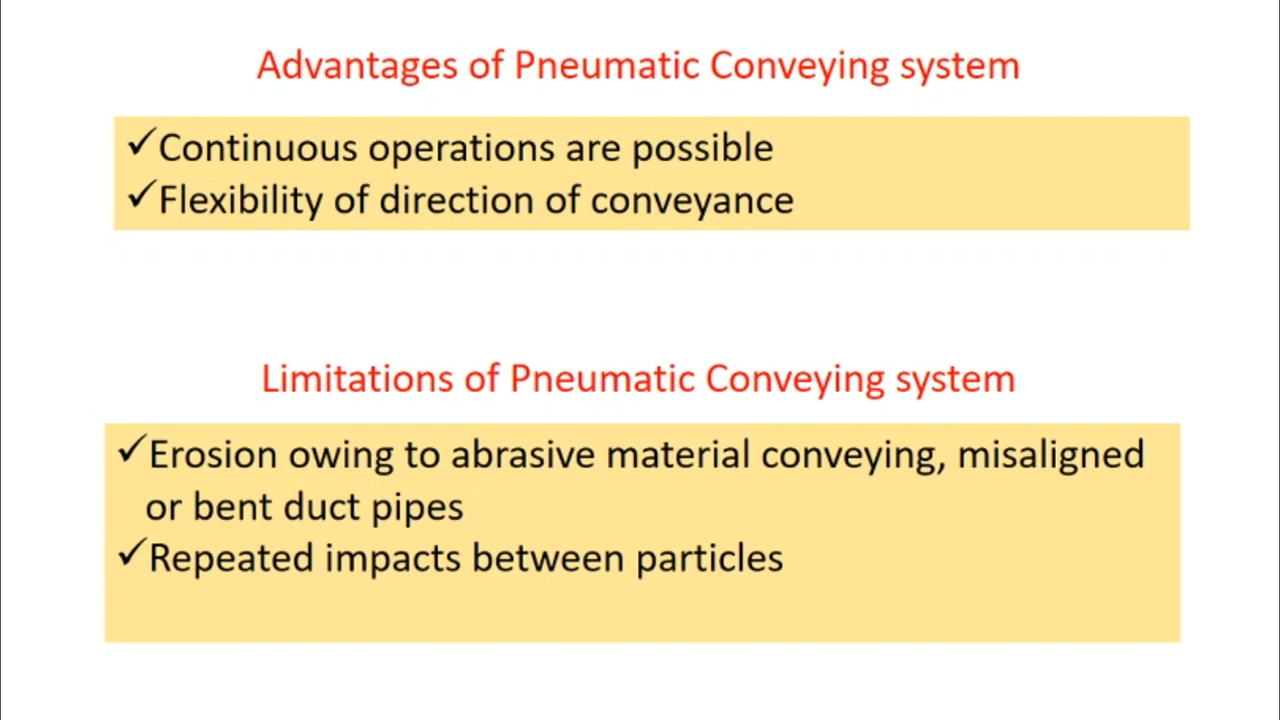 Advantages of Pneumatic Conveying system
✓Continuous operations are possible
✓Flexibility of direction of conveyance
Limitations of Pneumatic Conveying system
✓Erosion owing to abrasive material conveying, misaligned
or bent duct pipes
✓Repeated impacts between particles